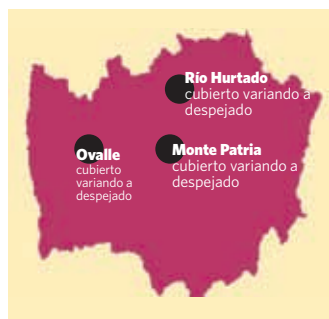 Río Hurtado
cubierto variando a
despejado
Ovalle
cubierto
variando a
despejado
Monte Patria
cubierto variando a
despejado